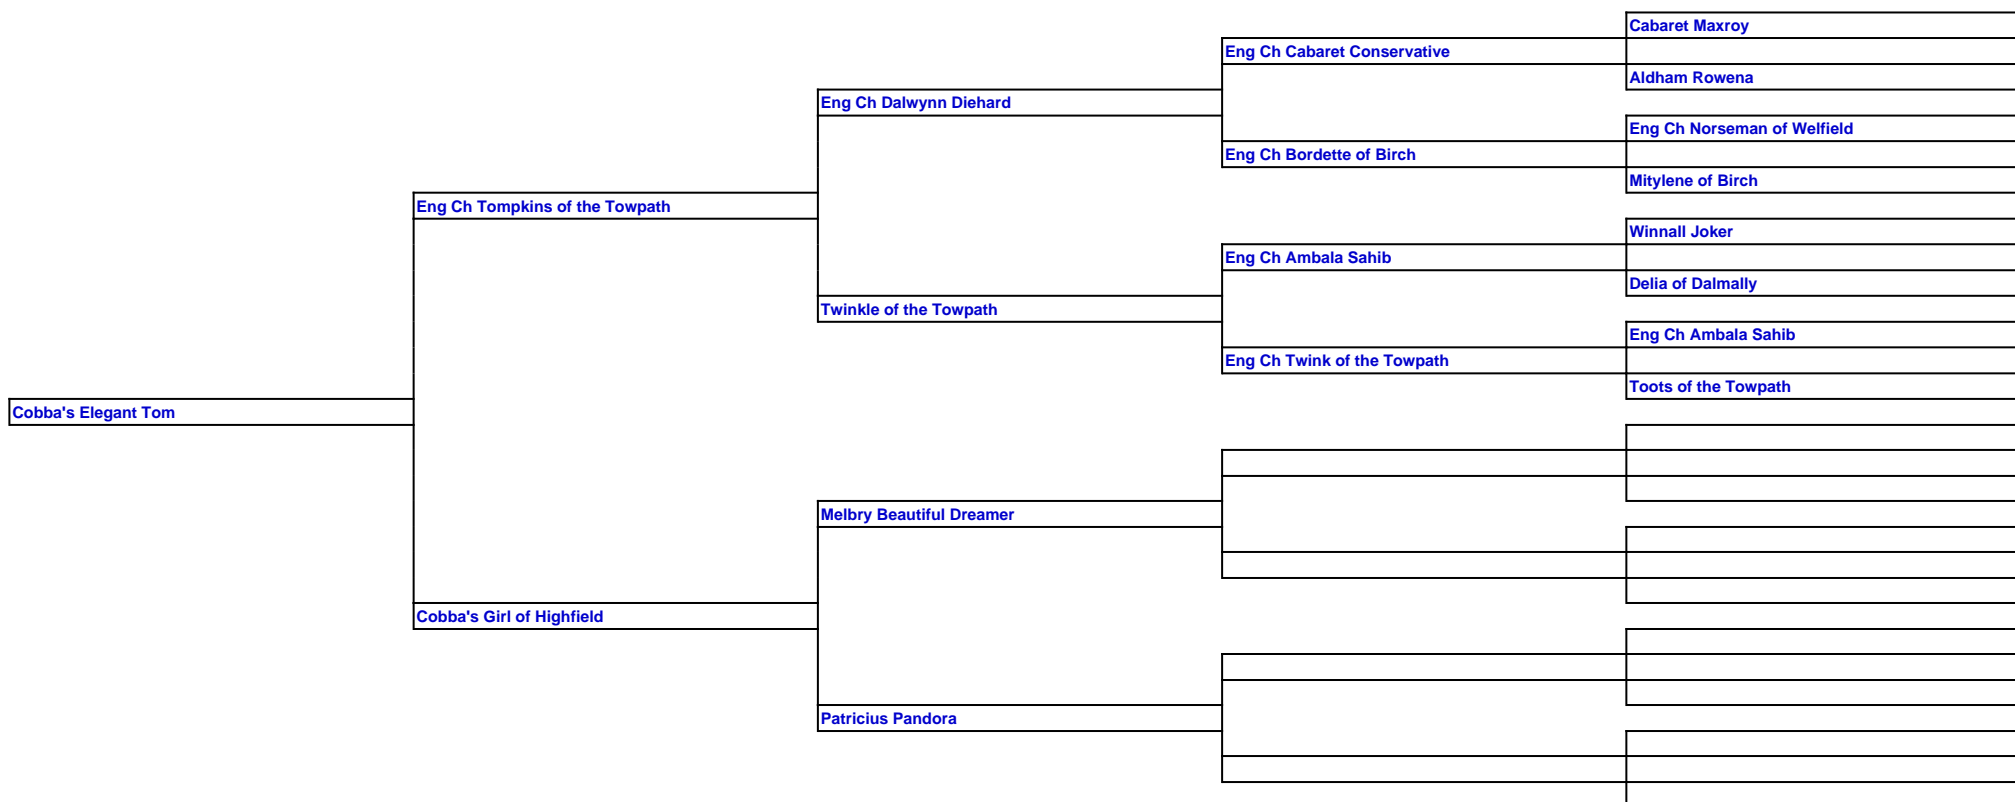 Cabaret Maxroy
Eng Ch Cabaret Conservative
Aldham Rowena
Eng Ch Dalwynn Diehard
Eng Ch Norseman of Welfield
Eng Ch Bordette of Birch
Mitylene of Birch
Eng Ch Tompkins of the Towpath
Winnall Joker
Eng Ch Ambala Sahib
Delia of Dalmally
Twinkle of the Towpath
Eng Ch Ambala Sahib
Eng Ch Twink of the Towpath
Toots of the Towpath
Cobba's Elegant Tom
Melbry Beautiful Dreamer
Cobba's Girl of Highfield
Patricius Pandora